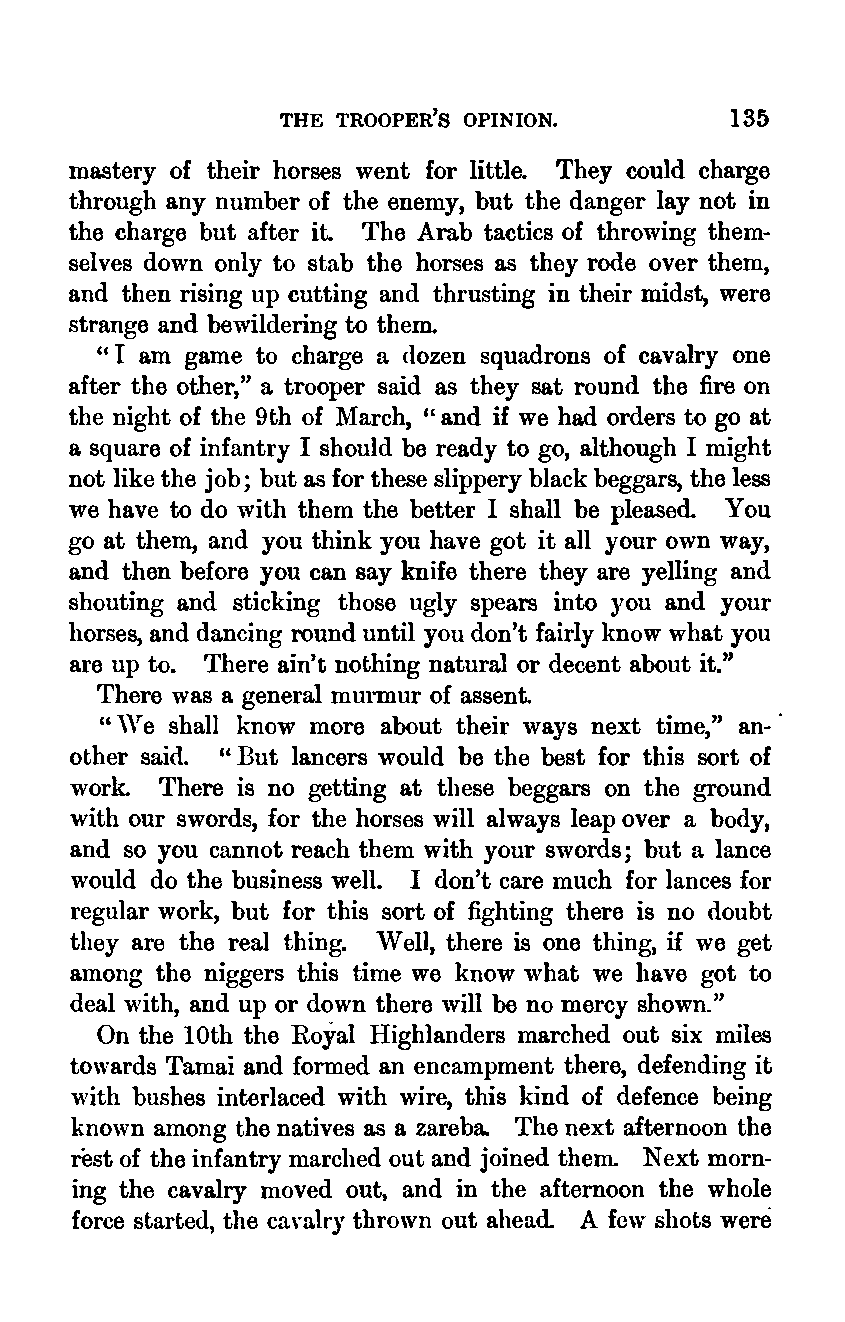 THE TROOPER'S OPINION. 135
mastery of their horses went for little. They could charge
through any number of the enemy, but the danger lay not in
the charge but after it. The Arab tactics of throwing them-
selves down only to stab the horses as they rode over them,
and then rising up cutting and thrusting in their midst, were
strange and bewildering to them.
"I am game to charge a dozen squadrons of cavalry one
after the other," a trooper said as they sat round the fire on
the night of the 9th of March, "and if we had orders to go at
a square of infantry I should be ready to go, although I might
not like the job; but as for these slippery black beggars, the less
we have to do with them the better I shall be pleased. You
go at them, and you think you have got it all your own way,
and then before you can say knife there they are yelling and
shouting and sticking those ugly spears into you and your
horses, and dancing round until you don't fairly know what you
are up to. There ain't nothing natural or decent about it."
There was a general murmur of assent.
"We shall know more about their ways next time," an-
other said. "But lancers would be the best for this sort of
work. There is no getting at these beggars on the ground
with our swords, for the horses will always leap over a body,
and so you cannot reach them with your swords; but a lance
would do the business well. I don't care much for lances for
regular work, but for this sort of fighting there is no doubt
they are the real thing. Well, there is one thing, if we get
among the niggers this time we know what we have got to
deal with, and up or down there will be no mercy shown."
On the 10th the Royal Highlanders marched out six miles
towards Tamai and formed an encampment there, defending it
with bushes interlaced with wire, this kind of defence being
known among the natives as a zareba. The next afternoon the
rest of the infantry marched out and joined them. Next morn-
ing the cavalry moved out, and in the afternoon the whole
force started, the cavalry thrown out ahead. A few shots were